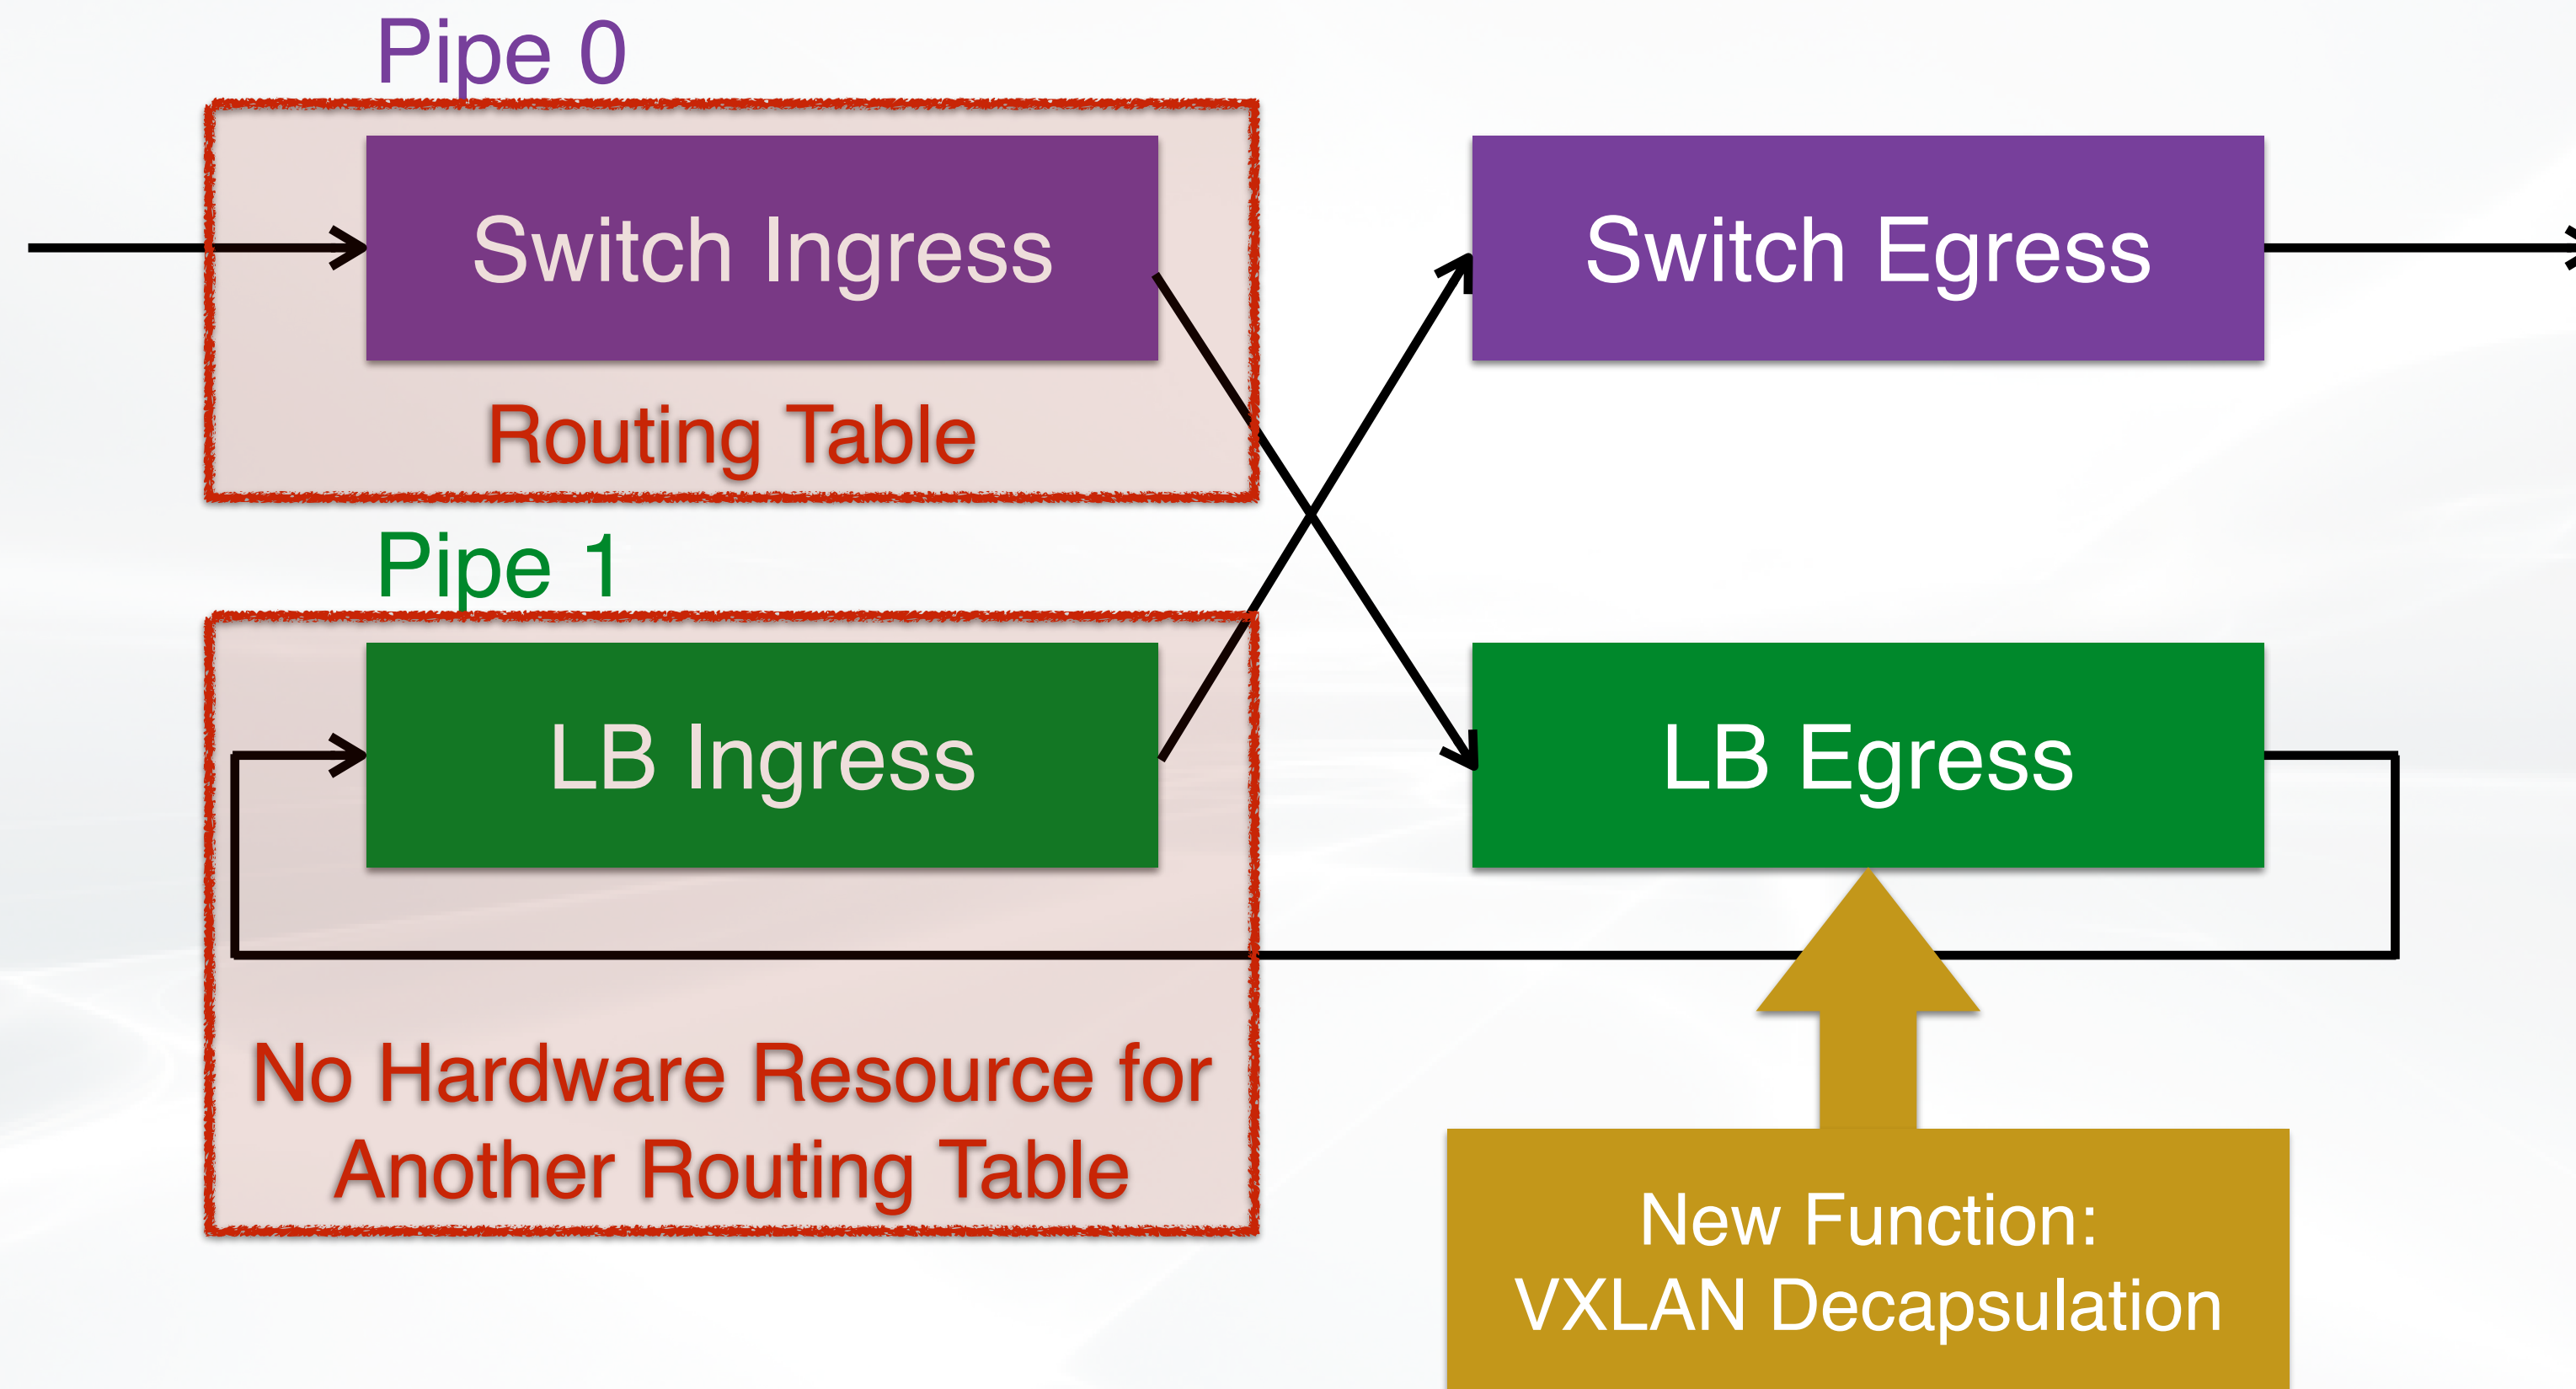 Pipe 0
Switch Ingress
Switch Egress
Routing Table
Pipe 1
LB Ingress
LB Egress
No Hardware Resource for
Another Routing Table
New Function:
VXLAN Decapsulation